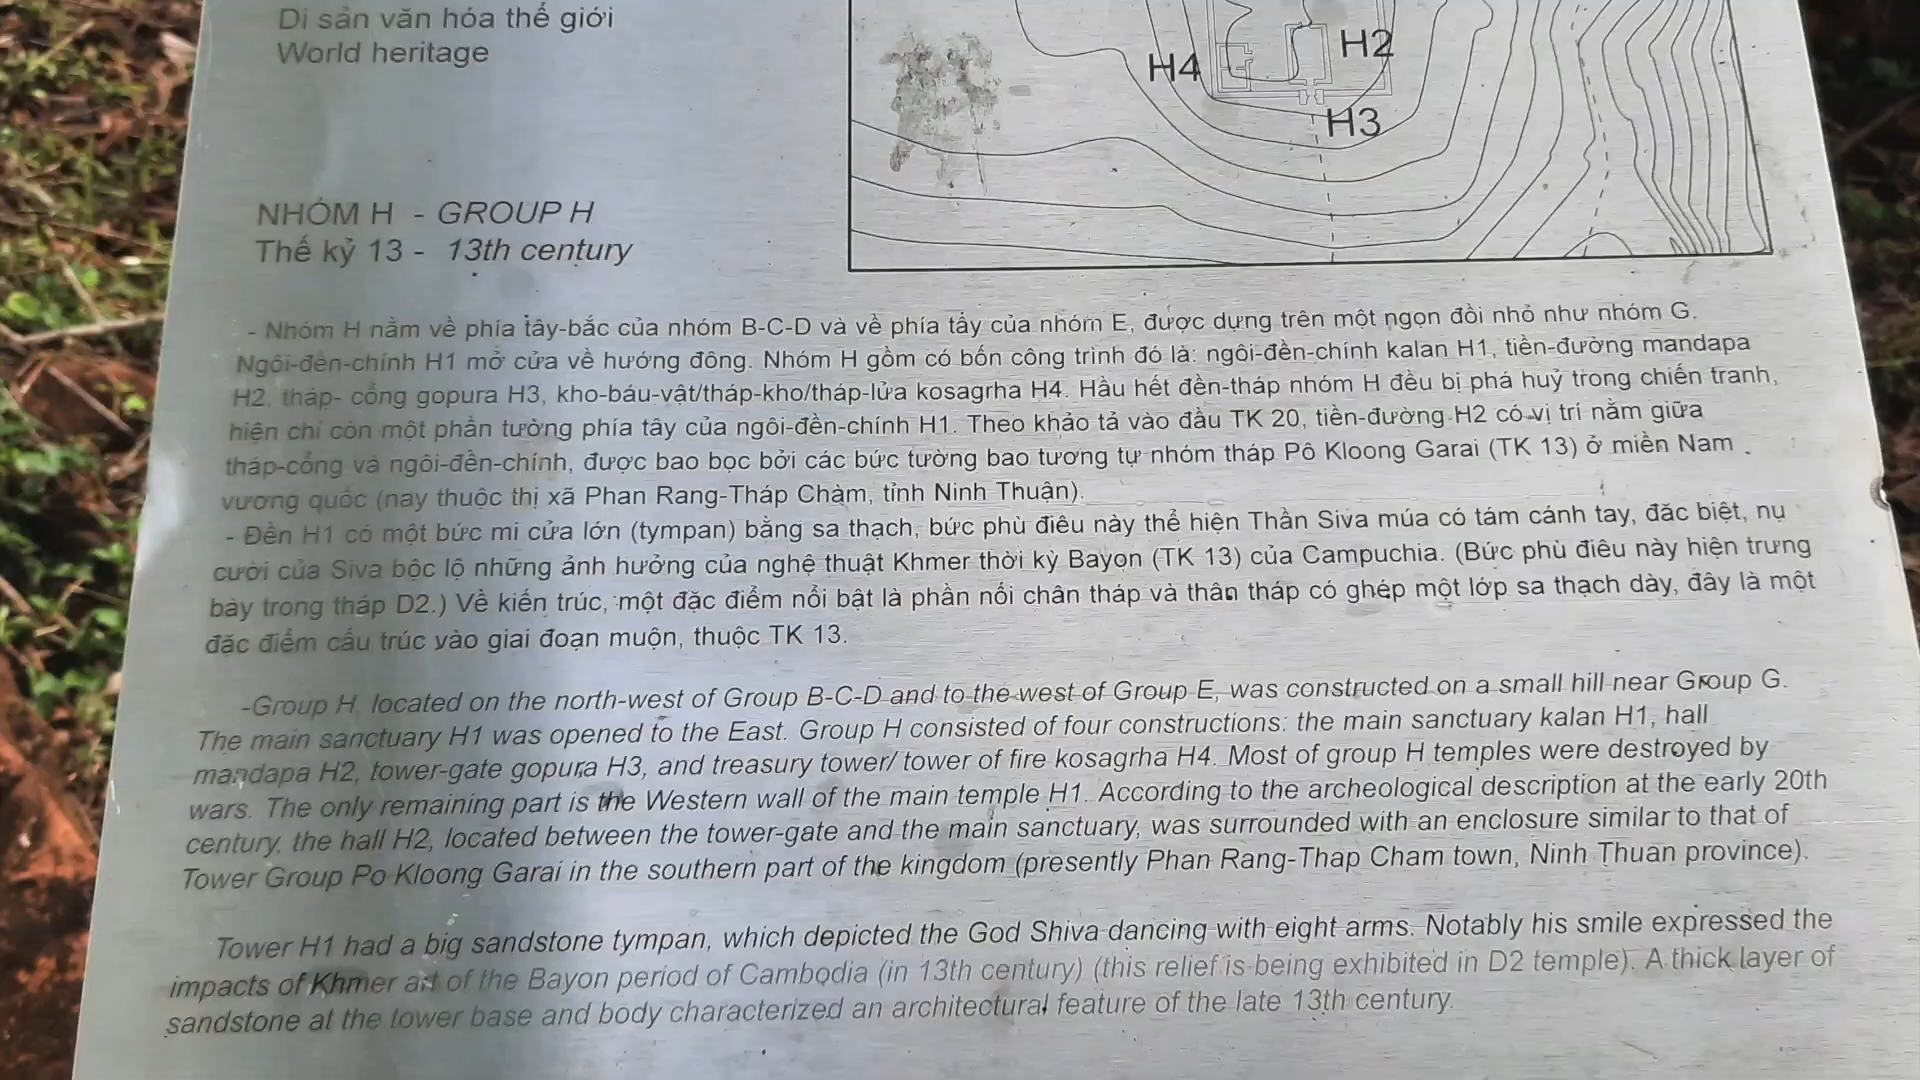 Di sản văn hóa thế giới
World heritage
H4
H2
H3
NHÓM H - GROUP H
Thế kỷ 13 - 13th century
- Nhóm H nằm về phía tây-bắc của nhóm B-C-D và về phía tây của nhóm E, được dựng trên một ngọn đồi nhỏ như nhóm G.
Ngôi-đền-chính H1 mở cửa về hướng đông. Nhóm H gồm có bốn công trình đó là: ngôi-đền-chính kalan H1, tiền-đường mandapa
H2, tháp- cổng gopura H3, kho-báu-vật/tháp-kho/tháp-lửa kosagrha H4. Hầu hết đền-tháp nhóm H đều bị phá huỷ trong chiến tranh,
hiện chỉ còn một phần tường phía tây của ngôi-đền-chính H1. Theo khảo tả vào đầu TK 20, tiền-đường H2 có vị trí nằm giữa
tháp-cổng và ngôi-đền-chính, được bao bọc bởi các bức tường bao tương tự nhóm tháp Pô Kloong Garai (TK 13) ở miền Nam
vương quốc (nay thuộc thị xã Phan Rang-Tháp Chàm, tỉnh Ninh Thuận).
- Đền H1 có một bức mi cửa lớn (tympan) bằng sa thạch, bức phù điêu này thể hiện Thần Siva múa có tám cánh tay, đặc biệt, nụ
cười của Siva bộc lộ những ảnh hưởng của nghệ thuật Khmer thời kỳ Bayon (TK 13) của Campuchia. (Bức phù điêu này hiện trưng
bày trong tháp D2.) Về kiến trúc, một đặc điểm nổi bật là phần nối chân tháp và thân tháp có ghép một lớp sa thạch dày, đây là một
đặc điểm cấu trúc vào giai đoạn muộn, thuộc TK 13.
-Group H, located on the north-west of Group B-C-D and to the west of Group E, was constructed on a small hill near Group G.
The main sanctuary H1 was opened to the East. Group H consisted of four constructions: the main sanctuary kalan H1, hall
mandapa H2, tower-gate gopura H3, and treasury tower/ tower of fire kosagrha H4. Most of group H temples were destroyed by
wars. The only remaining part is the Western wall of the main temple H1. According to the archeological description at the early 20th
century, the hall H2, located between the tower-gate and the main sanctuary, was surrounded with an enclosure similar to that of
Tower Group Po Kloong Garai in the southern part of the kingdom (presently Phan Rang-Thap Cham town, Ninh Thuan province).
Tower H1 had a big sandstone tympan, which depicted the God Shiva dancing with eight arms. Notably his smile expressed the
impacts of Khmer art of the Bayon period of Cambodia (in 13th century) (this relief is being exhibited in D2 temple). A thick layer of
sandstone at the tower base and body characterized an architectural feature of the late 13th century.